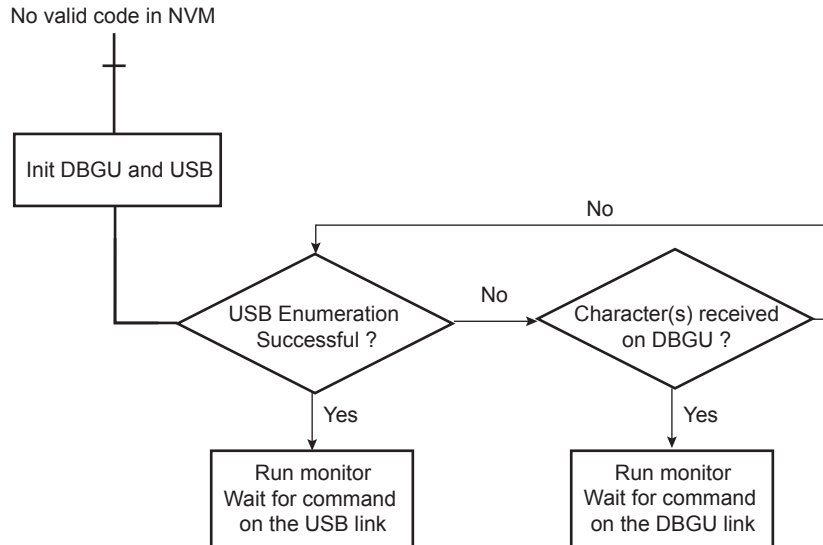 No valid code in NVM
Init DBGU and USB
No
USB Enumeration
Successful ?
No
Character(s) received
on DBGU ?
Yes
Yes
Run monitor
Wait for command
on the USB link
Run monitor
Wait for command
on the DBGU link